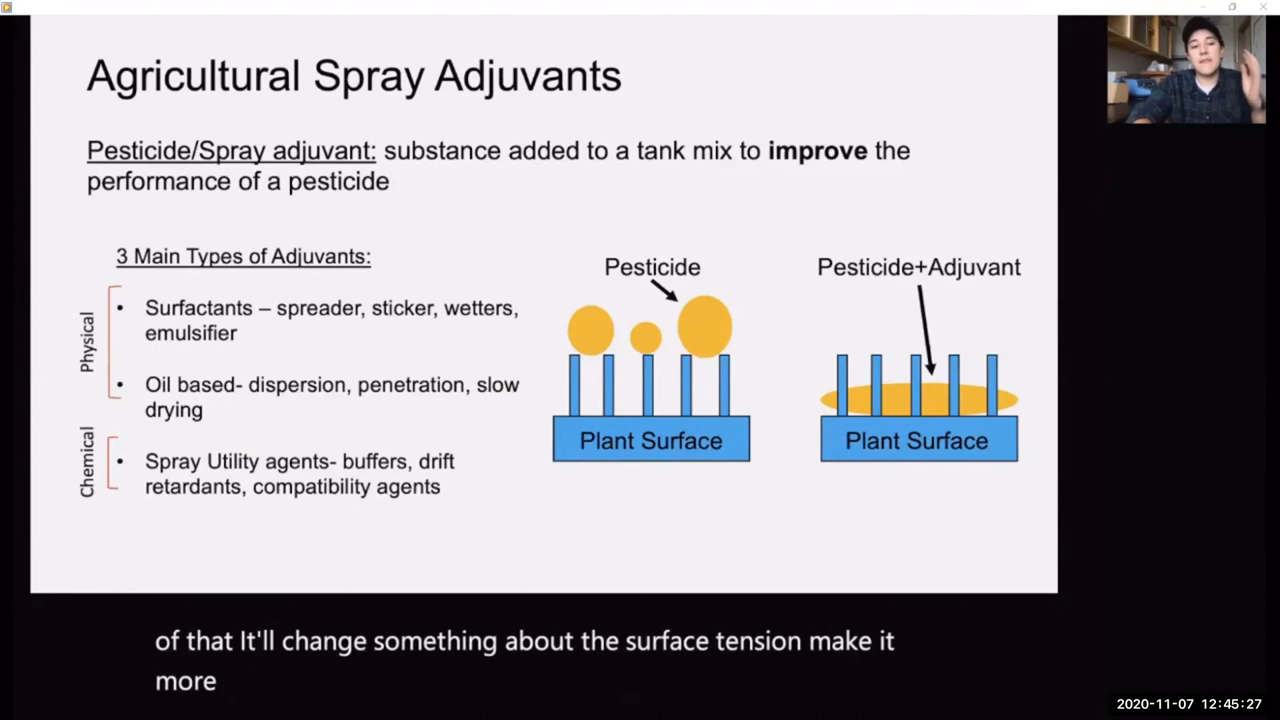 Agricultural Spray Adjuvants
Pesticide/Spray adjuvant: substance added to a tank mix to improve the
performance of a pesticide
3 Main Types of Adjuvants:
Physical
• Surfactants – spreader, sticker, wetters,
emulsifier
• Oil based- dispersion, penetration, slow
drying
Chemical
• Spray Utility agents- buffers, drift
retardants, compatibility agents
Pesticide
Plant Surface
Pesticide+Adjuvant
Plant Surface
of that It'll change something about the surface tension make it
more
2020-11-07 12:45:27